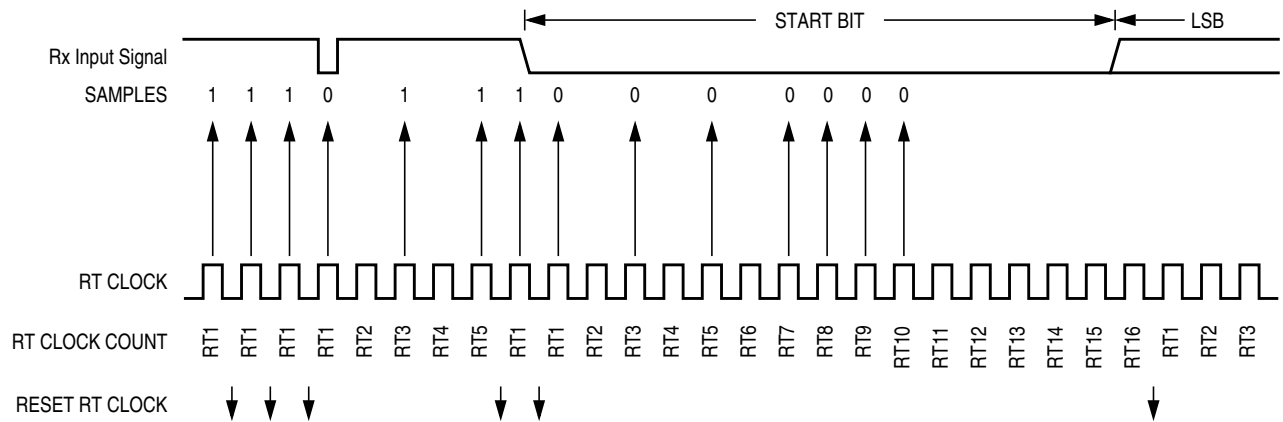 START BIT LSB
Rx Input Signal
SAMPLES 1 1 1 0 1 1 1 0 0 0 0 0 0 0
RT CLOCK
RT CLOCK COUNT RT1 RT1 RT1 RT1 RT2 RT3 RT4 RT5 RT1 RT1 RT2 RT3 RT4 RT5 RT6 RT7 RT8 RT9 RT10 RT11 RT12 RT13 RT14 RT15 RT16 RT1 RT2 RT3
RESET RT CLOCK